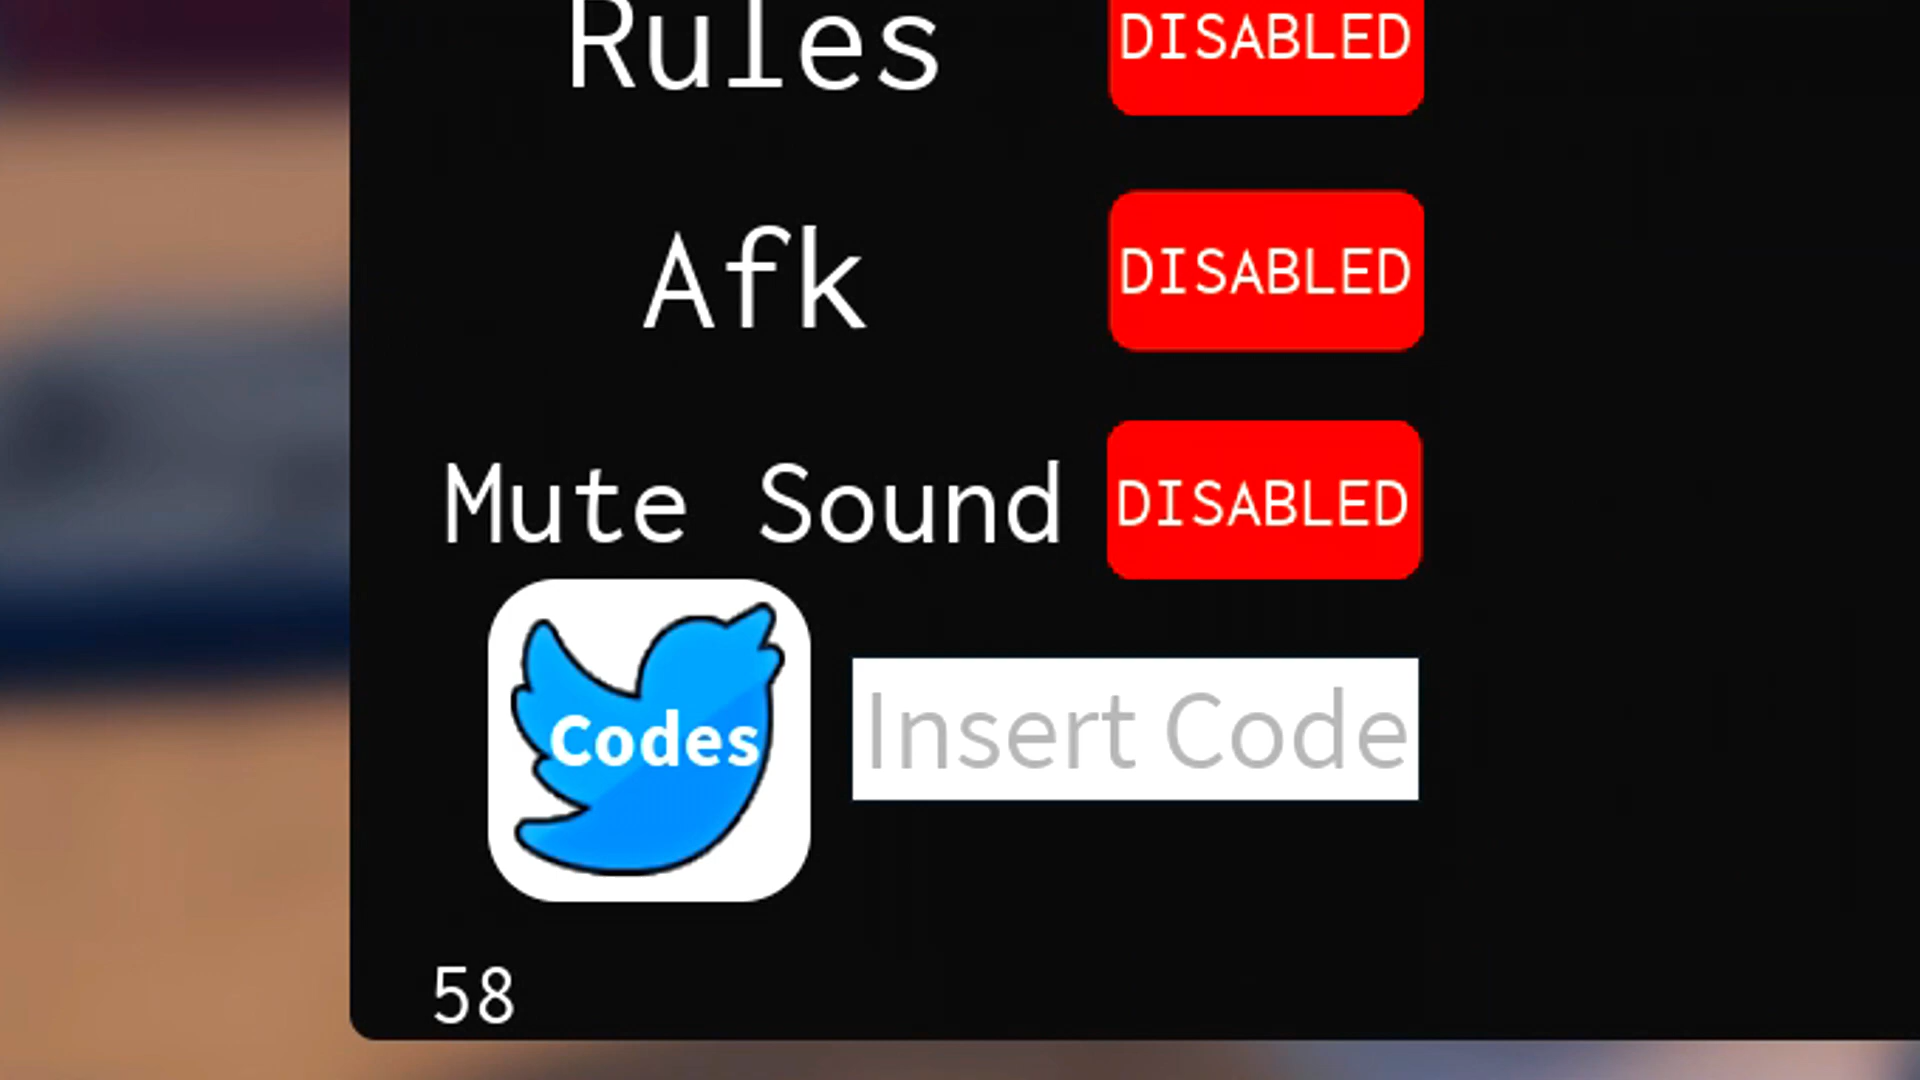 Rules DISABLED
Afk DISABLED
Mute Sound DISABLED
Codes Insert Code
58